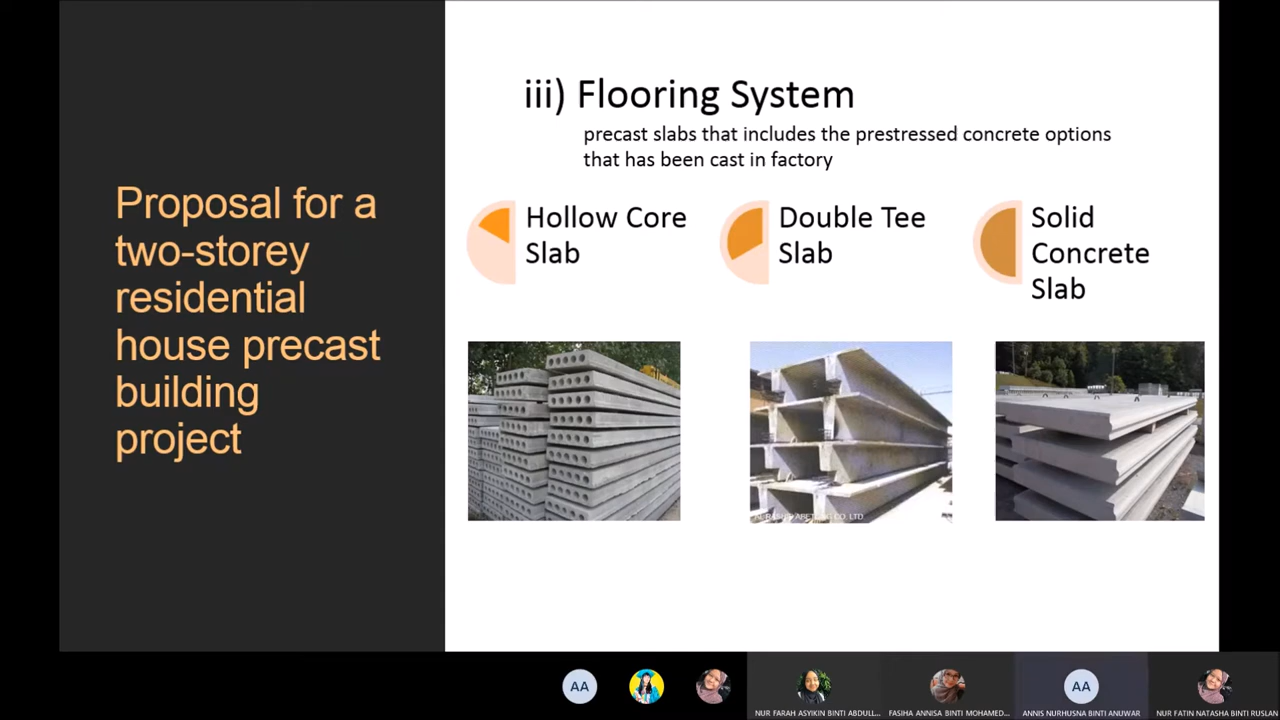 Proposal for a
two-storey
residential
house precast
building
project
iii) Flooring System
precast slabs that includes the prestressed concrete options
that has been cast in factory
Hollow Core
Slab
Double Tee
Slab
Solid
Concrete
Slab
CO. LTD
AA
NUR FARAH ASYIKIN BINTI ABDULL...
FASIHA ANNISA BINTI MOHAMED...
AA
ANNIS NURHUSNA BINTI ANUWAR
NUR FATIN NATASHA BINTI RUSLAN